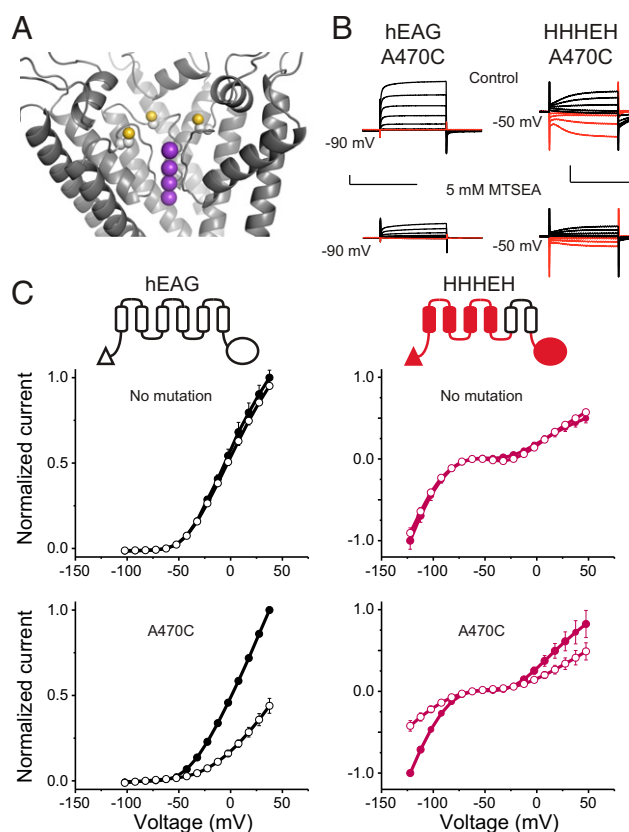 A
B
hEAG
A470C
HHHEH
A470C
Control
-90 mV
-50 mV
5 mM MTSEA
-90 mV
-50 mV
C
hEAG
HHHEH
No mutation
No mutation
Normalized current
1.0
0.5
0.0
-150 -100 -50 0 50
1.0
0.0
-1.0
-150 -100 -50 0 50
A470C
A470C
Normalized current
1.0
0.5
0.0
-150 -100 -50 0 50
Voltage (mV)
1.0
0.0
-1.0
-150 -100 -50 0 50
Voltage (mV)